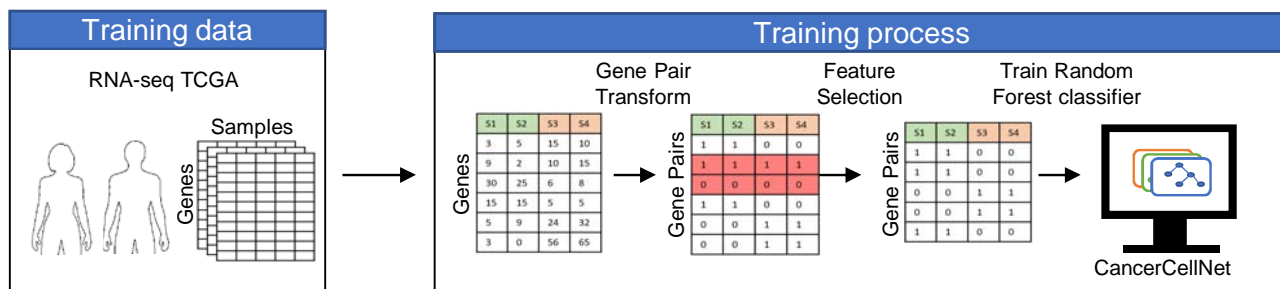 Training data
RNA-seq TCGA
Samples
Genes
Training process
Gene Pair
Transform
Feature
Selection
Train Random
Forest classifier
Genes
S1 S2 S3 S4
3 5 15 10
9 2 10 15
30 25 6 8
15 15 5 5
5 9 24 32
3 0 56 65
Gene Pairs
S1 S2 S3 S4
1 1 0 0
1 1 1 1
0 0 0 0
1 1 0 0
0 0 1 1
0 0 1 1
Gene Pairs
S1 S2 S3 S4
1 1 0 0
1 1 0 0
0 0 1 1
0 0 1 1
1 1 0 0
CancerCellNet